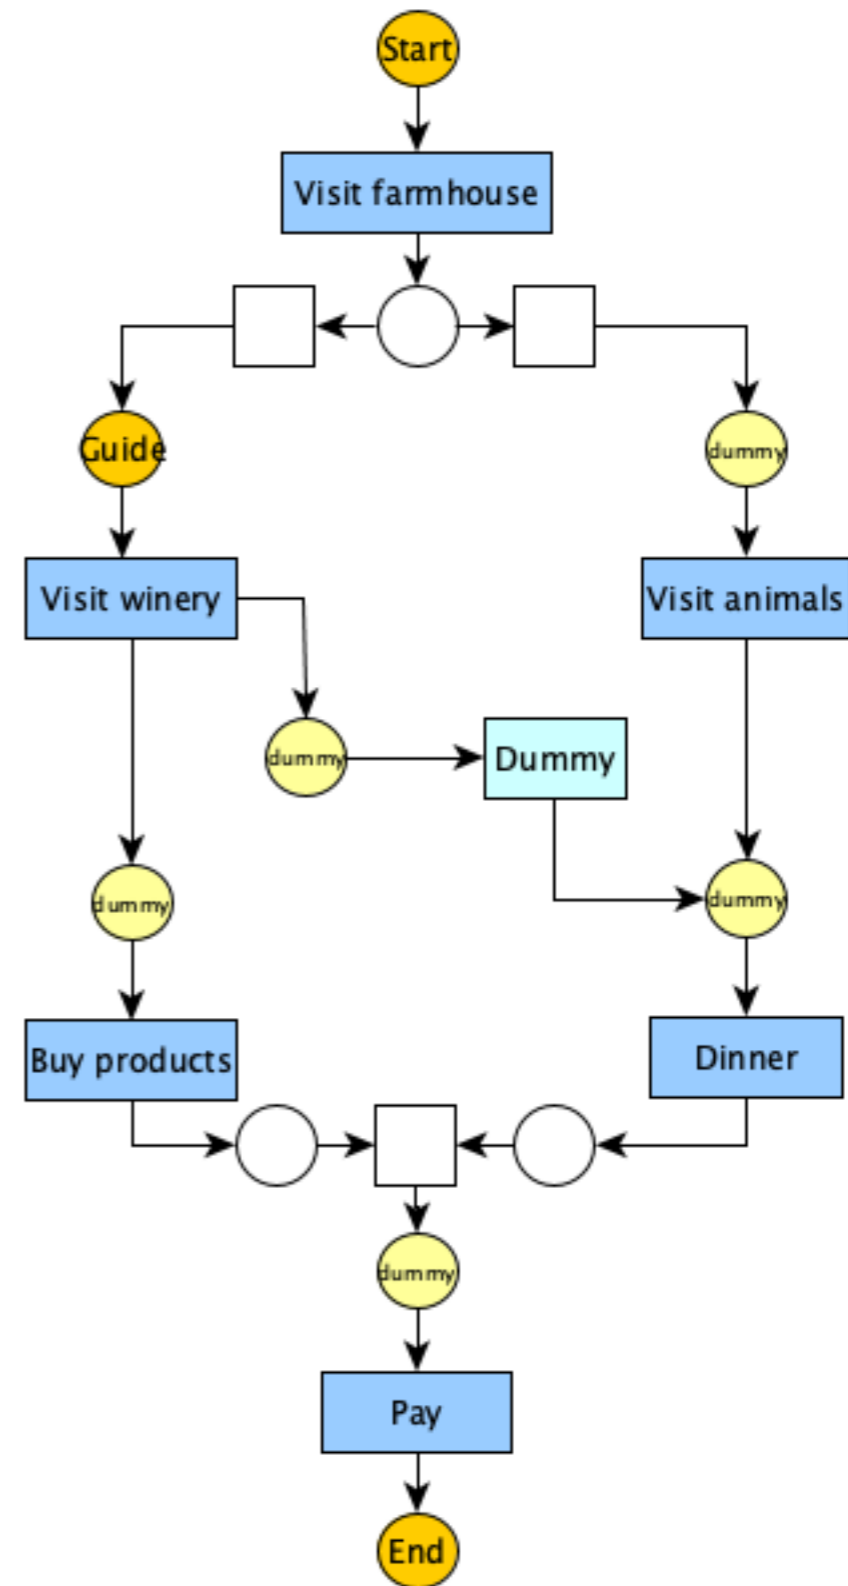 Start
Visit farmhouse
Guide
dummy
Visit winery
Visit animals
dummy
Dummy
dummy
dummy
Buy products
Dinner
dummy
Pay
End